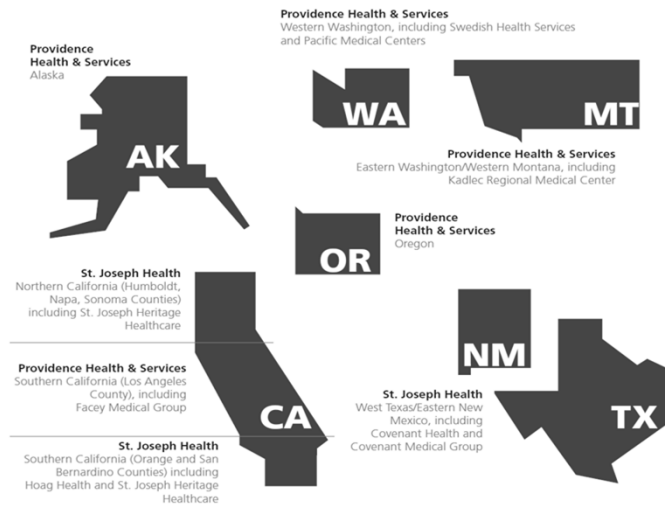 Providence Health & Services
Western Washington, including Swedish Health Services
and Pacific Medical Centers
Providence
Health & Services
Alaska
WA
MT
AK
Providence Health & Services
Eastern Washington/Western Montana, including
Kadlec Regional Medical Center
Providence
Health & Services
Oregon
OR
St. Joseph Health
Northern California (Humboldt,
Napa, Sonoma Counties)
including St. Joseph Heritage
Healthcare
NM
Providence Health & Services
Southern California (Los Angeles
County), including
Facey Medical Group
CA
St. Joseph Health
West Texas/Eastern New
Mexico, including
Covenant Health and
Covenant Medical Group
TX
St. Joseph Health
Southern California (Orange and San
Bernardino Counties) including
Hoag Health and St. Joseph Heritage
Healthcare